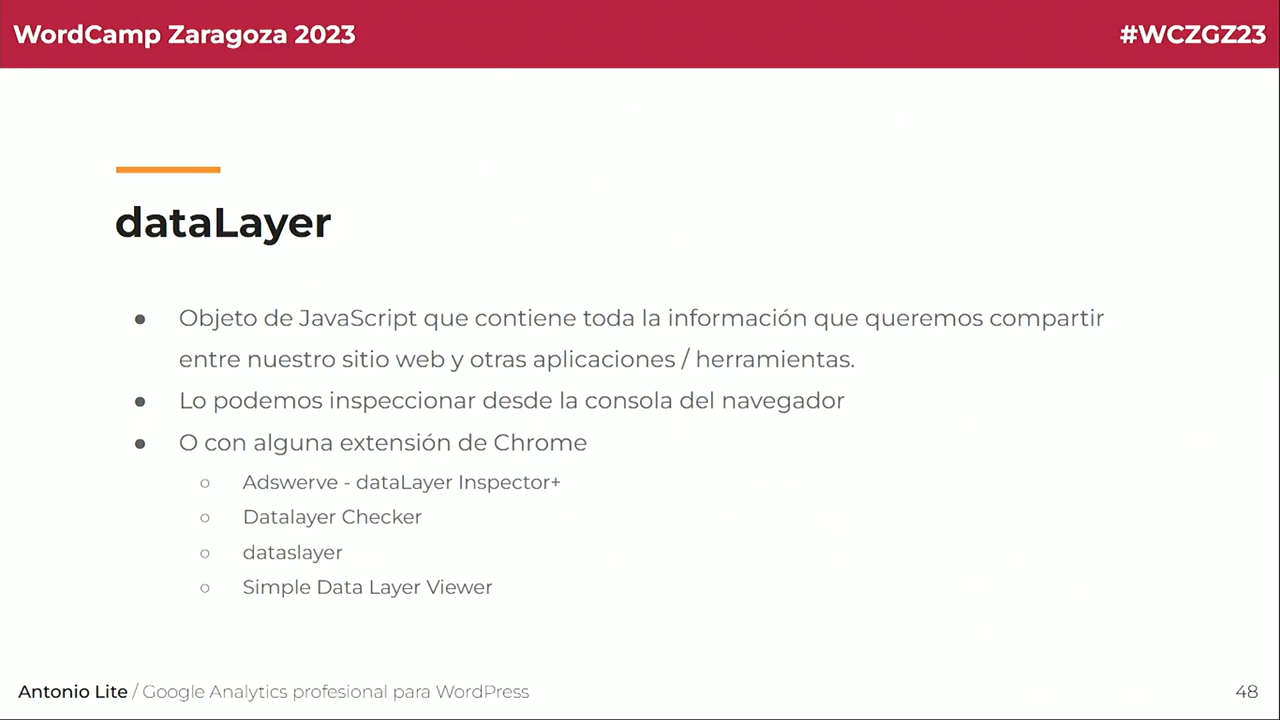 WordCamp Zaragoza 2023
#WCZGZ23
dataLayer
● Objeto de JavaScript que contiene toda la información que queremos compartir
entre nuestro sitio web y otras aplicaciones / herramientas.
● Lo podemos inspeccionar desde la consola del navegador
● O con alguna extensión de Chrome
○ Adswerve - dataLayer Inspector+
○ Datalayer Checker
○ dataslayer
○ Simple Data Layer Viewer
Antonio Lite / Google Analytics profesional para WordPress
48